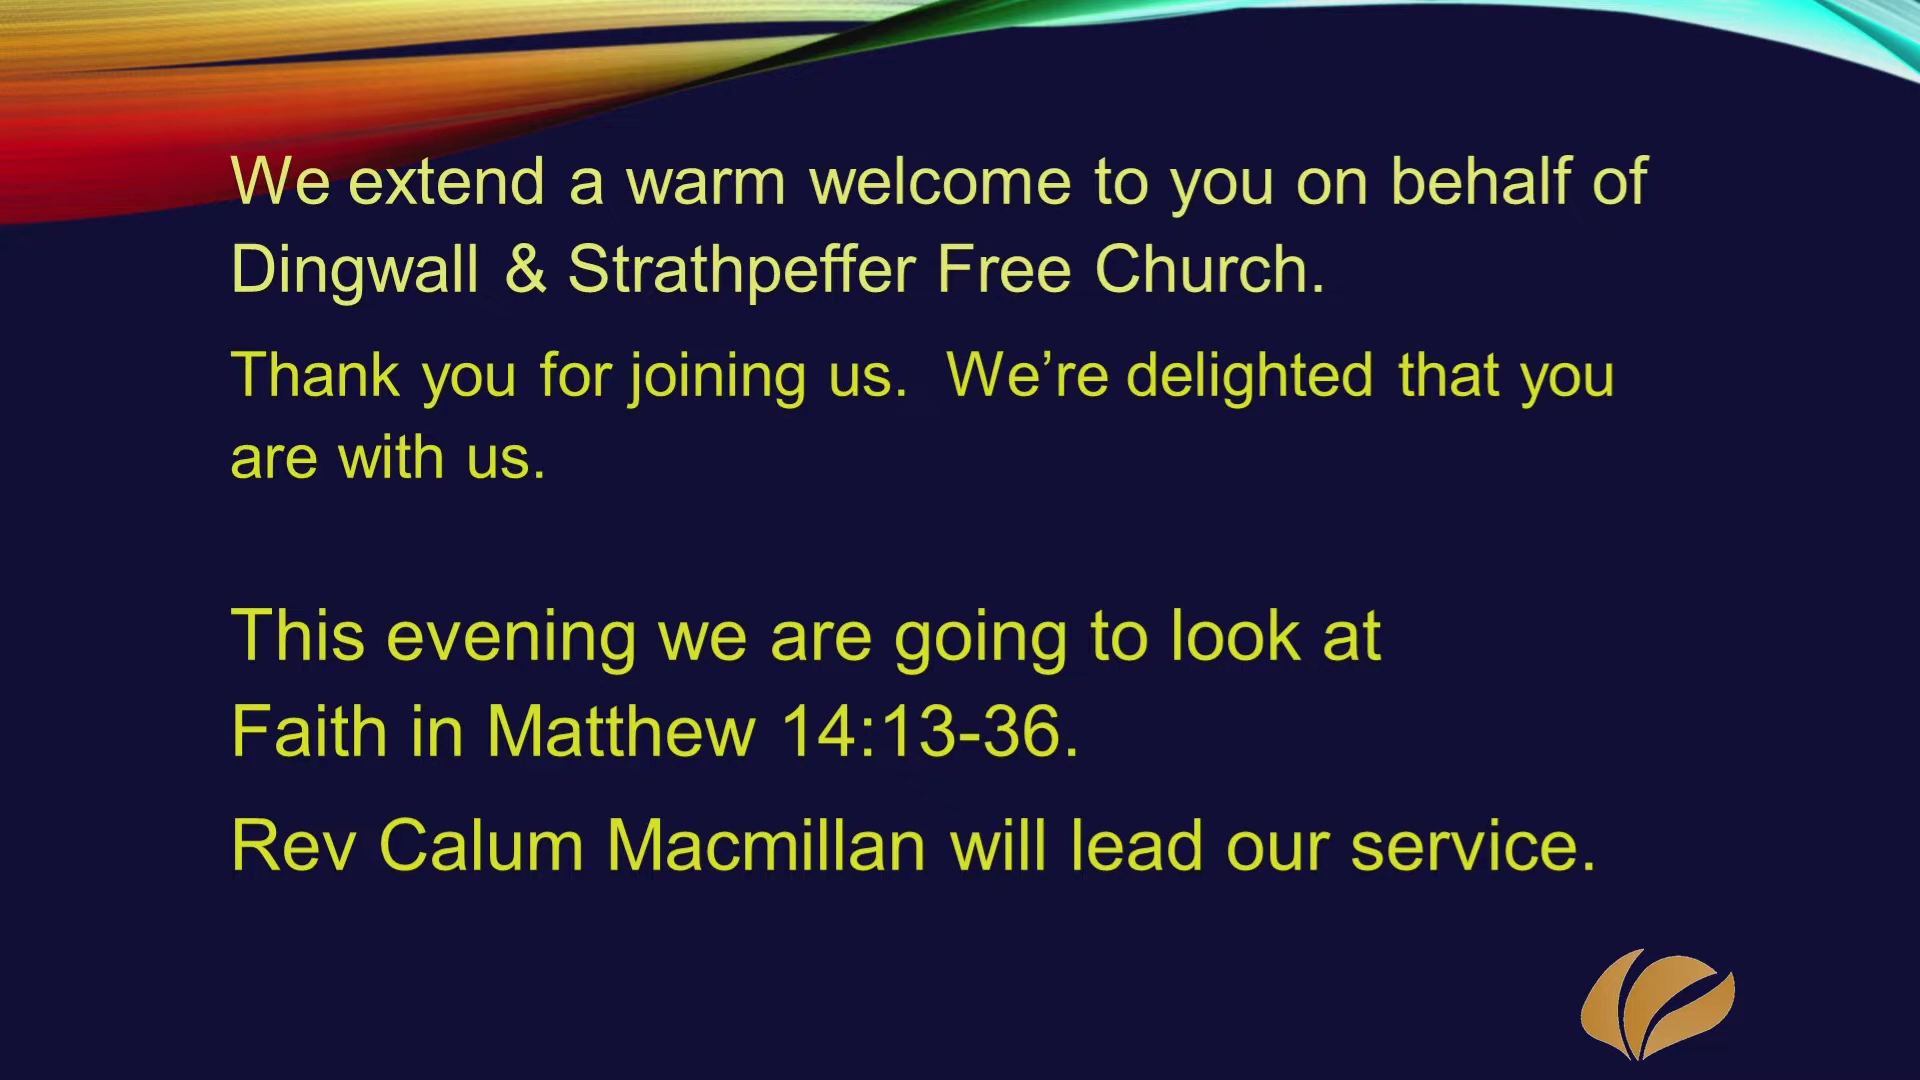 We extend a warm welcome to you on behalf of
Dingwall & Strathpeffer Free Church.
Thank you for joining us.  We’re delighted that you
are with us.
This evening we are going to look at
Faith in Matthew 14:13-36.
Rev Calum Macmillan will lead our service.